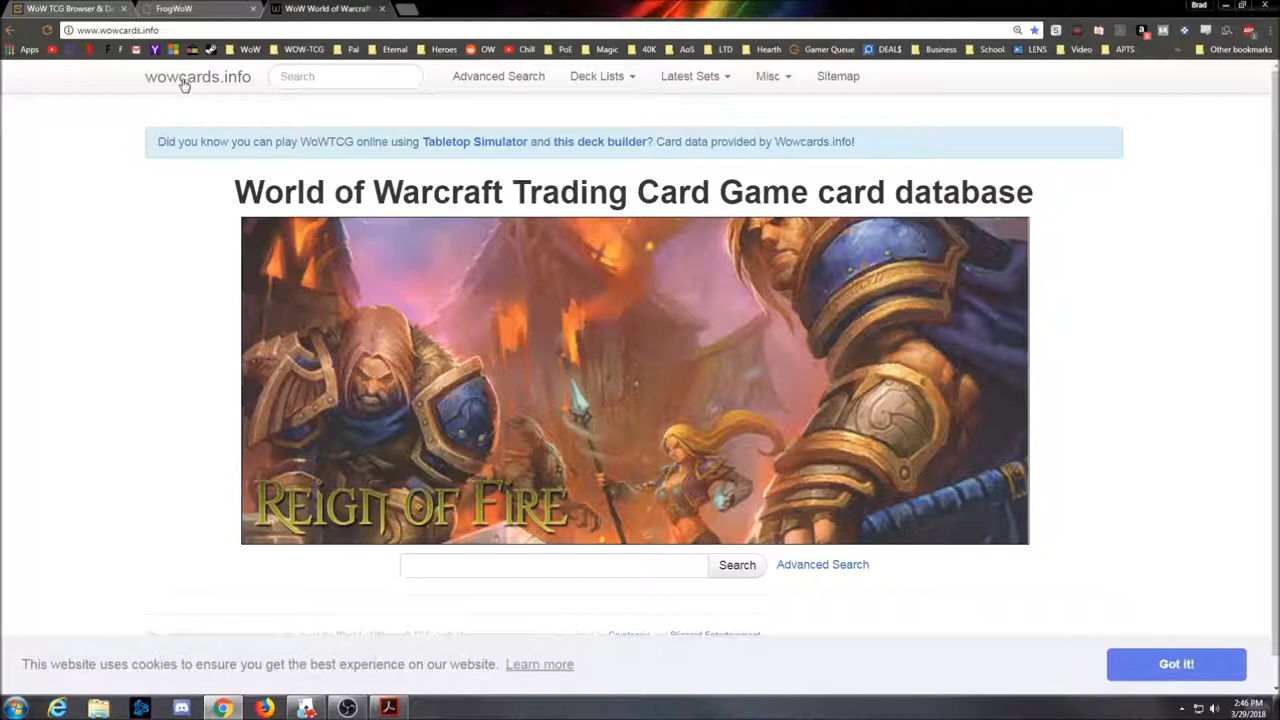 WoW TCG Browser & De
FrogWoW
WoW World of Warcraft
Brad
www.wowcards.info
Apps
F
F
WoW
WOW-TCG
Pai
Eternal
Heroes
OW
Chill
PoE
Magic
40K
AoS
LTD
Hearth
Gamer Queue
DEAL$
Business
School
LENS
Video
APTS
Other bookmarks
wowcards.info
Search
Advanced Search
Deck Lists
Latest Sets
Misc
Sitemap
Did you know you can play WoWTCG online using Tabletop Simulator and this deck builder? Card data provided by Wowcards.info!
World of Warcraft Trading Card Game card database
REIGN OF FIRE
Search
Advanced Search
Cryptozoic
Blizzard Entertainment
This website uses cookies to ensure you get the best experience on our website. Learn more
Got it!
2:46 PM
3/29/2018